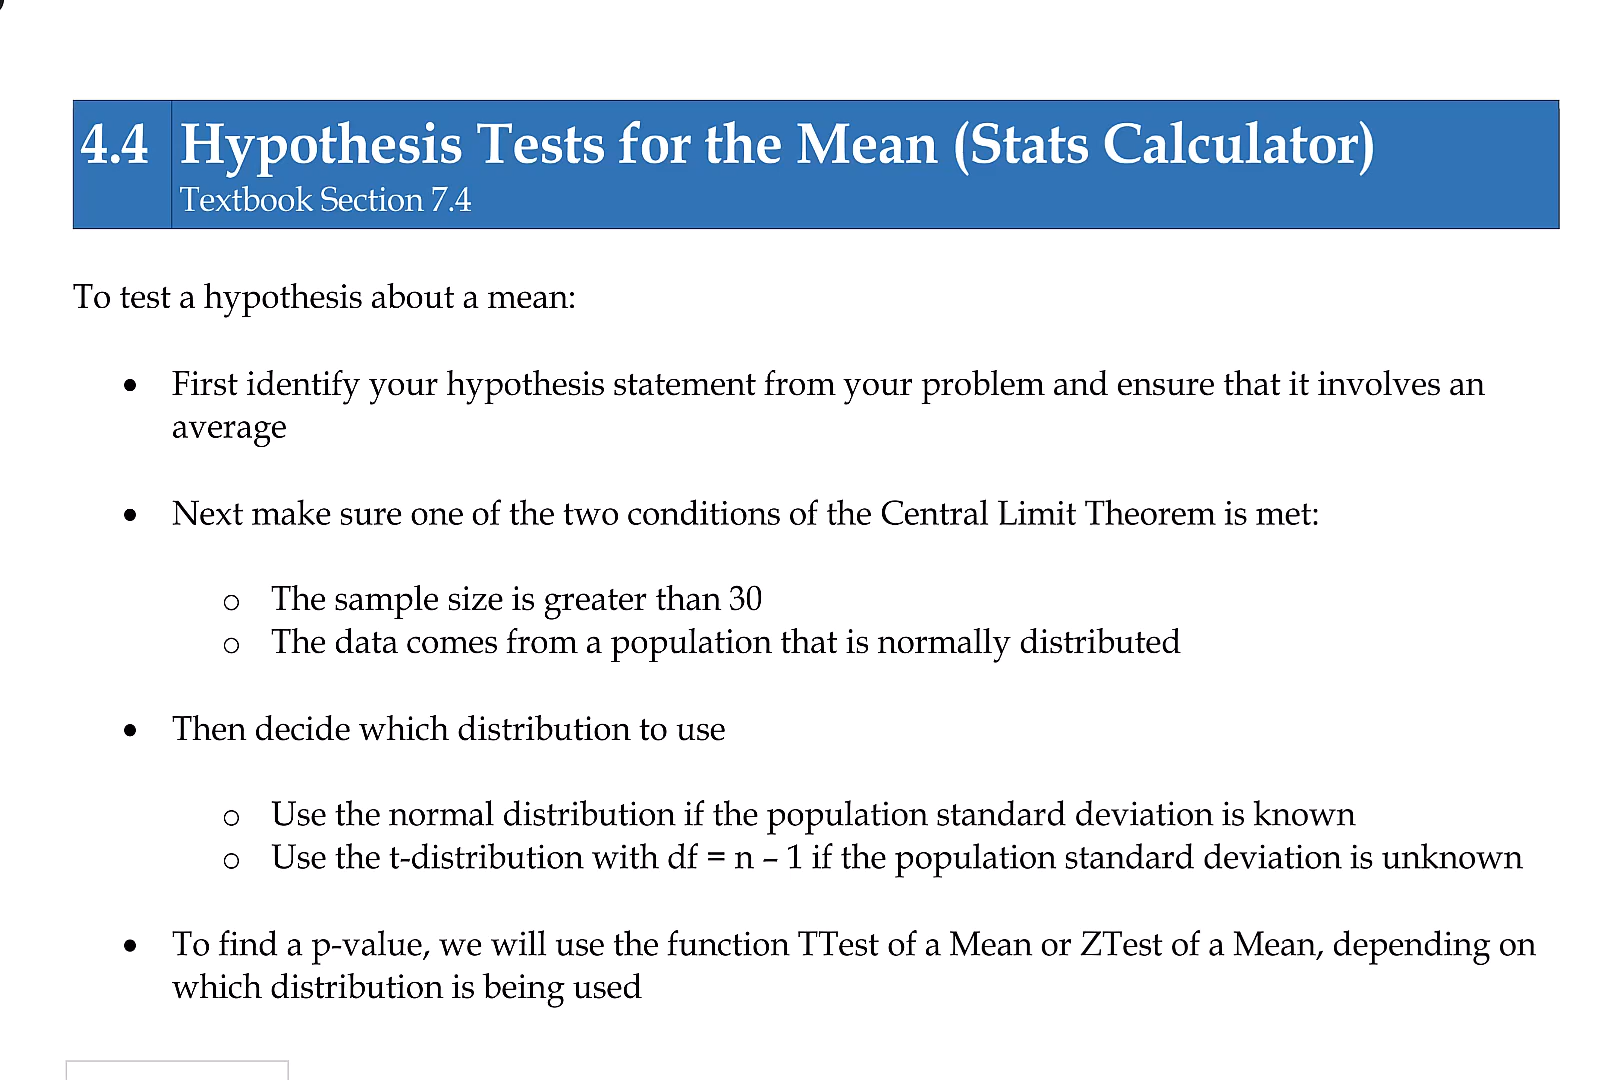 4.4 Hypothesis Tests for the Mean (Stats Calculator)
Textbook Section 7.4
To test a hypothesis about a mean:
• First identify your hypothesis statement from your problem and ensure that it involves an
average
• Next make sure one of the two conditions of the Central Limit Theorem is met:
o The sample size is greater than 30
o The data comes from a population that is normally distributed
• Then decide which distribution to use
o Use the normal distribution if the population standard deviation is known
o Use the t-distribution with df = n – 1 if the population standard deviation is unknown
• To find a p-value, we will use the function TTest of a Mean or ZTest of a Mean, depending on
which distribution is being used